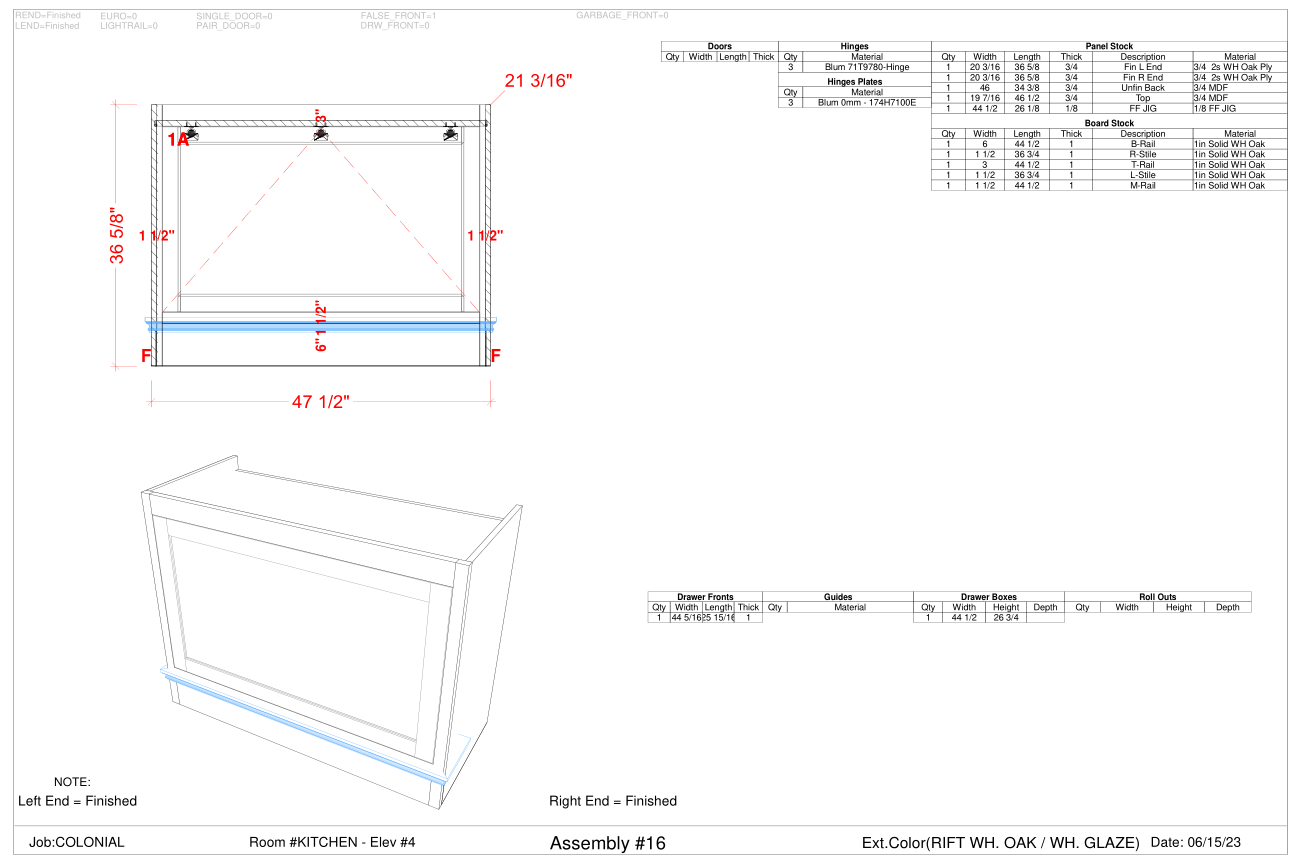 REND=Finished EURO=0 SINGLE_DOOR=0 FALSE_FRONT=1 GARBAGE_FRONT=0
LEND=Finished LIGHTRAIL=0 PAIR_DOOR=0 DRW_FRONT=0
Doors
Qty Width Length Thick
Hinges
Qty Material
3 Blum 71T9780-Hinge
Hinges Plates
Qty Material
3 Blum 0mm - 174H7100E
Panel Stock
Qty Width Length Thick Description Material
1 20 3/16 36 5/8 3/4 Fin L End 3/4 2s WH Oak Ply
1 20 3/16 36 5/8 3/4 Fin R End 3/4 2s WH Oak Ply
1 46 34 3/8 3/4 Unfin Back 3/4 MDF
1 19 7/16 46 1/2 3/4 Top 3/4 MDF
1 44 1/2 26 1/8 1/8 FF JIG 1/8 FF JIG
Board Stock
Qty Width Length Thick Description Material
1 6 44 1/2 1 B-Rail 1in Solid WH Oak
1 1 1/2 36 3/4 1 R-Stile 1in Solid WH Oak
1 3 44 1/2 1 T-Rail 1in Solid WH Oak
1 1 1/2 36 3/4 1 L-Stile 1in Solid WH Oak
1 1 1/2 44 1/2 1 M-Rail 1in Solid WH Oak
21 3/16"
3"
1A
36 5/8"
1 1/2"
1 1/2"
1 1/2"
6"
F
F
47 1/2"
Drawer Fronts
Qty Width Length Thick
1 44 5/16 25 15/16 1
Guides
Qty Material
Drawer Boxes
Qty Width Height Depth
1 44 1/2 26 3/4
Roll Outs
Qty Width Height Depth
NOTE:
Left End = Finished
Right End = Finished
Job:COLONIAL Room #KITCHEN - Elev #4 Assembly #16 Ext.Color(RIFT WH. OAK / WH. GLAZE) Date: 06/15/23